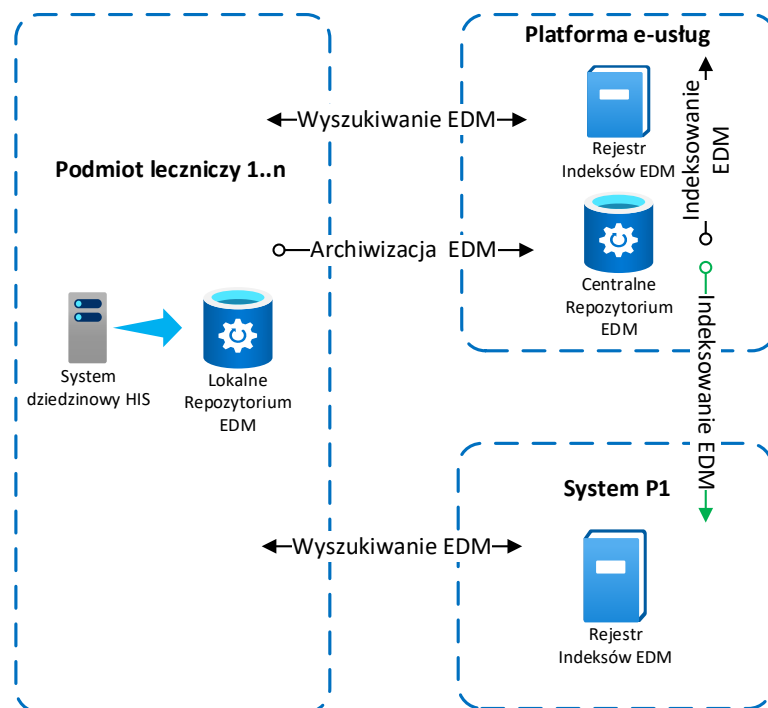 Platforma e-usług
Wyszukiwanie EDM
Rejestr
Indeksów EDM
Indeksowanie
EDM
Podmiot leczniczy 1..n
Archiwizacja EDM
Centralne
Repozytorium
EDM
System
dziedzinowy HIS
Lokalne
Repozytorium
EDM
Indeksowanie EDM
System P1
Wyszukiwanie EDM
Rejestr
Indeksów EDM